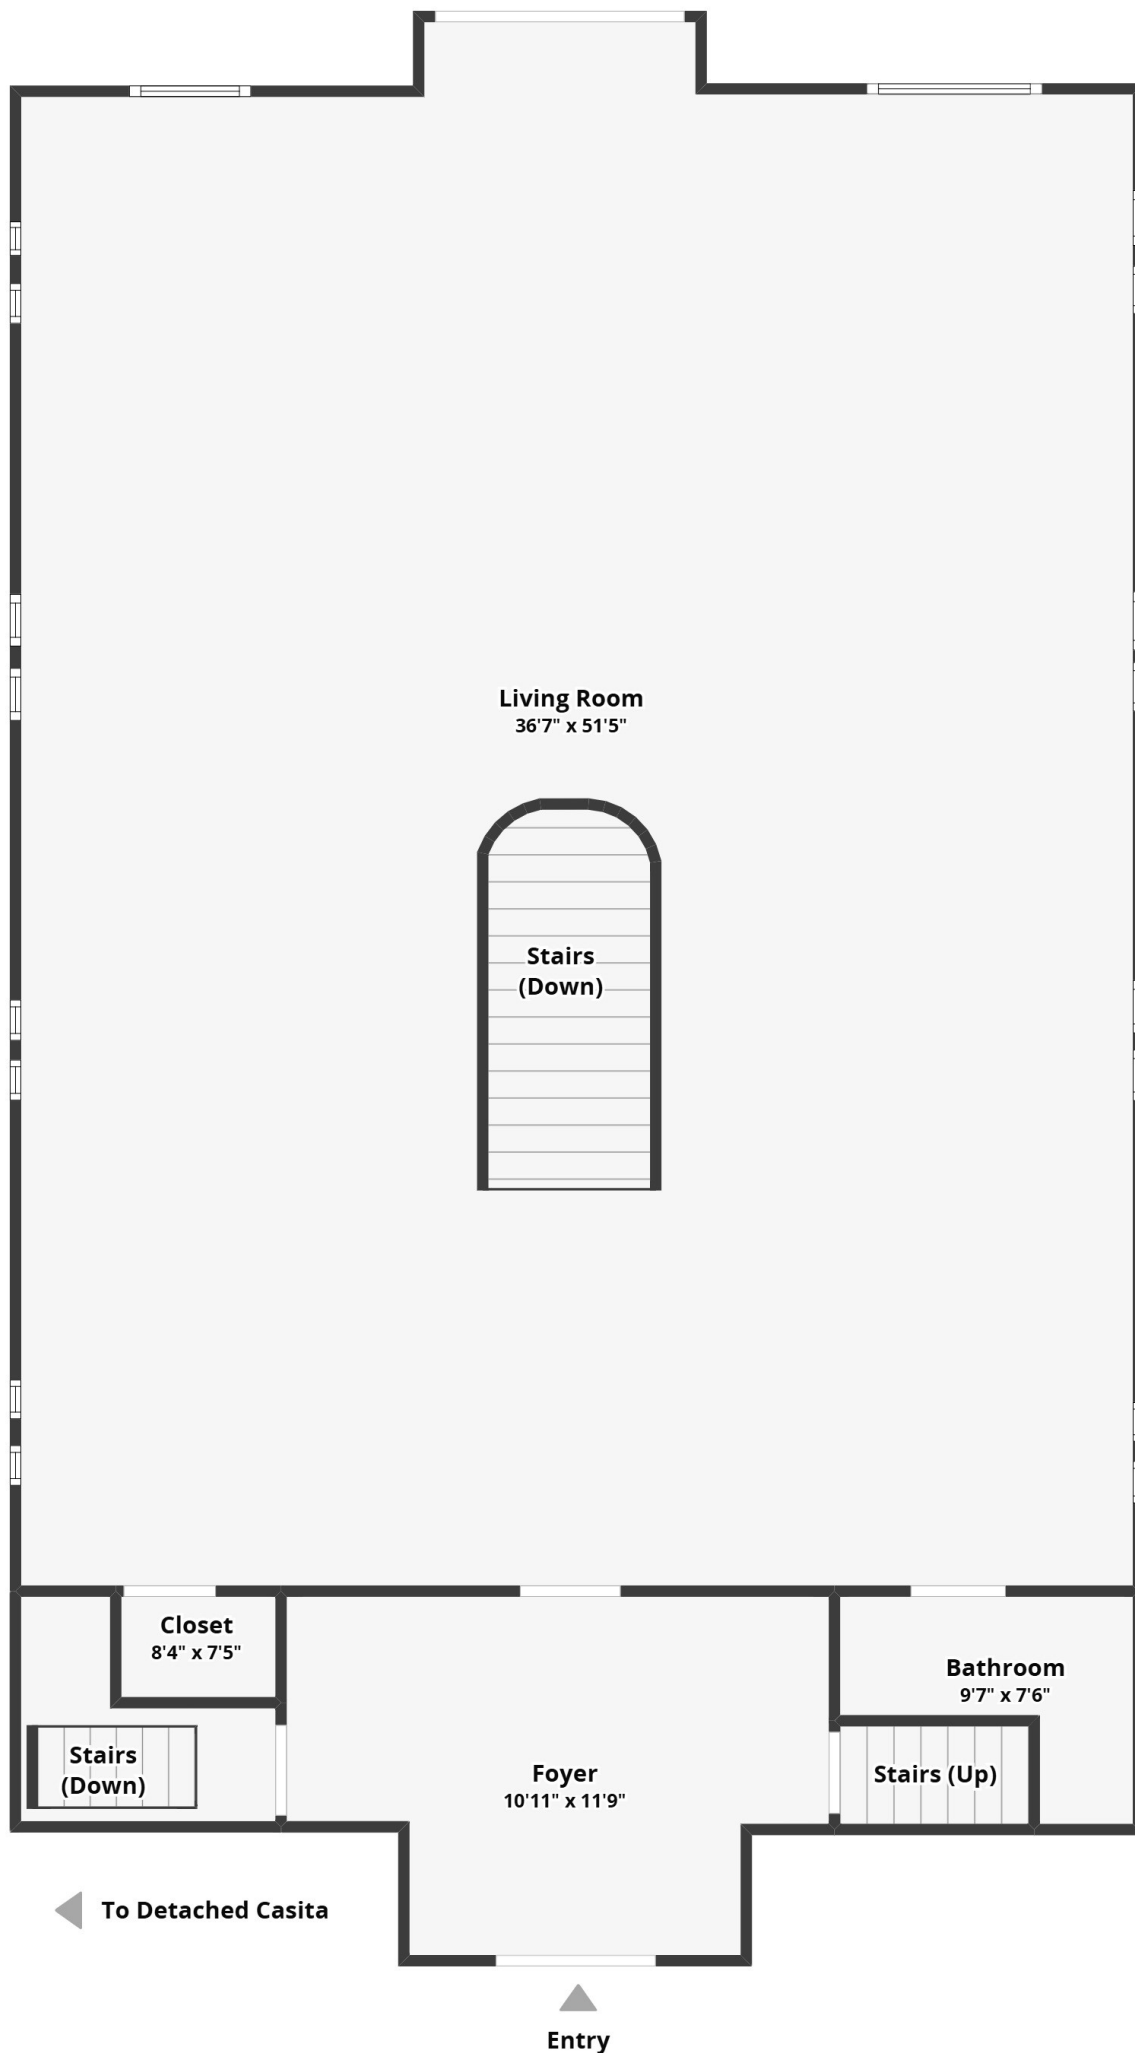 Living Room
36'7" x 51'5"
Stairs
(Down)
Closet
8'4" x 7'5"
Bathroom
9'7" x 7'6"
Stairs
(Down)
Foyer
10'11" x 11'9"
Stairs (Up)
To Detached Casita
Entry